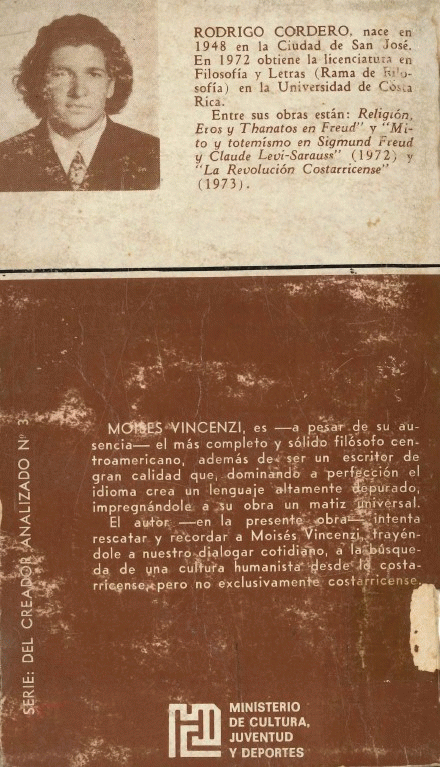 RODRIGO CORDERO, nace en
1948 en la Ciudad de San José.
En 1972 obtiene la licenciatura en
Filosofía y Letras (Rama de Filo-
sofía) en la Universidad de Costa
Rica.
Entre sus obras están: Religión,
Eros y Thanatos en Freud" y "Mi-
to y totemísmo en Sigmund Freud
y Claude Levi-Sarauss" (1972) y
"La Revolución Costarricense"
(1973).
MOISES VINCENZI, es —a pesar de su au-
sencia— el más completo y sólido filósofo cen-
troamericano, además de ser un escritor de
gran calidad que, dominando a perfección el
idioma crea un lenguaje altamente depurado,
impregnándole a su obra un matiz universal.
El autor —en la presente obra— intenta
rescatar y recordar a Moisés Vincenzi, trayén-
dole a nuestro dialogar cotidiano, a la búsque-
da de una cultura humanista desde lo costa-
rricense, pero no exclusivamente costarricense.
SERIE: DEL CREADOR ANALIZADO Nº 3
MINISTERIO
DE CULTURA,
JUVENTUD
Y DEPORTES